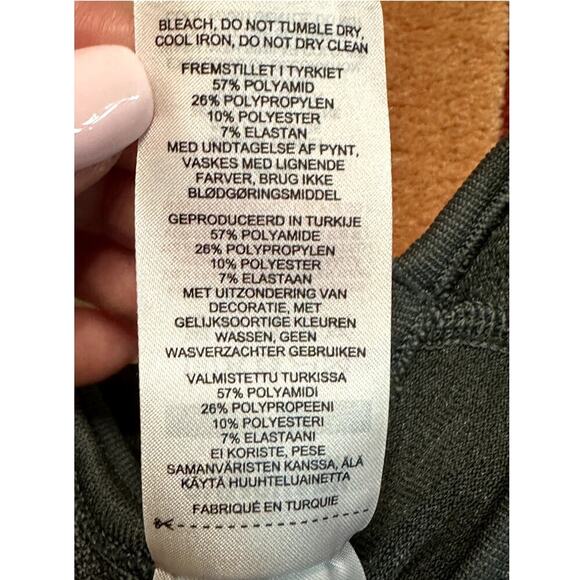 BLEACH, DO NOT TUMBLE DRY,
COOL IRON, DO NOT DRY CLEAN
FREMSTILLET I TYRKIET
57% POLYAMID
26% POLYPROPYLEN
10% POLYESTER
7% ELASTAN
MED UNDTAGELSE AF PYNT,
VASKES MED LIGNENDE
FARVER, BRUG IKKE
BLØDGØRINGSMIDDEL
GEPRODUCEERD IN TURKIJE
57% POLYAMIDE
26% POLYPROPYLEEN
10% POLYESTER
7% ELASTAAN
MET UITZONDERING VAN
DECORATIE, MET
GELIJKSOORTIGE KLEUREN
WASSEN, GEEN
WASVERZACHTER GEBRUIKEN
VALMISTETTU TURKISSA
57% POLYAMIDI
26% POLYPROPEENI
10% POLYESTERI
7% ELASTAANI
EI KORISTE, PESE
SAMANVÄRISTEN KANSSA, ÄLÄ
KÄYTÄ HUUHTELUAINETTA
FABRIQUÉ EN TURQUIE